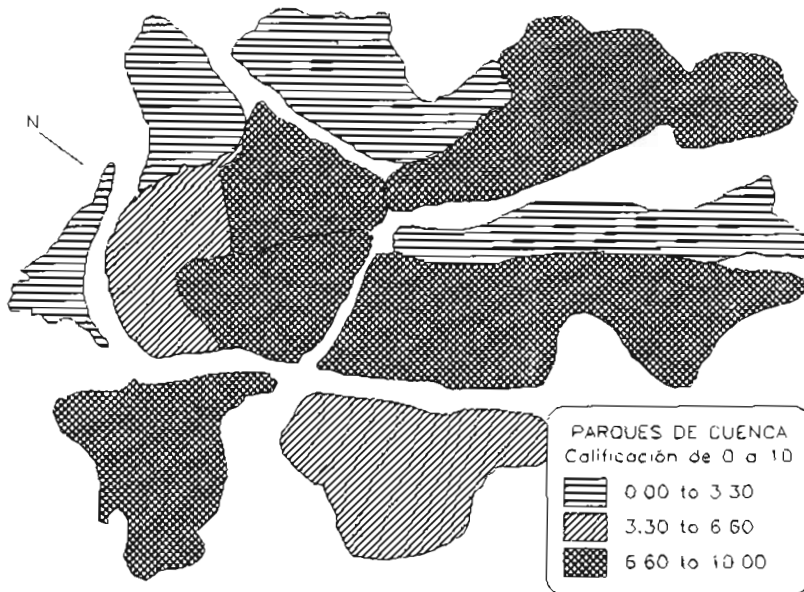 N
PARQUES DE CUENCA
Calificación de 0 a 10
0.00 to 3.30
3.30 to 6.60
6.60 to 10.00